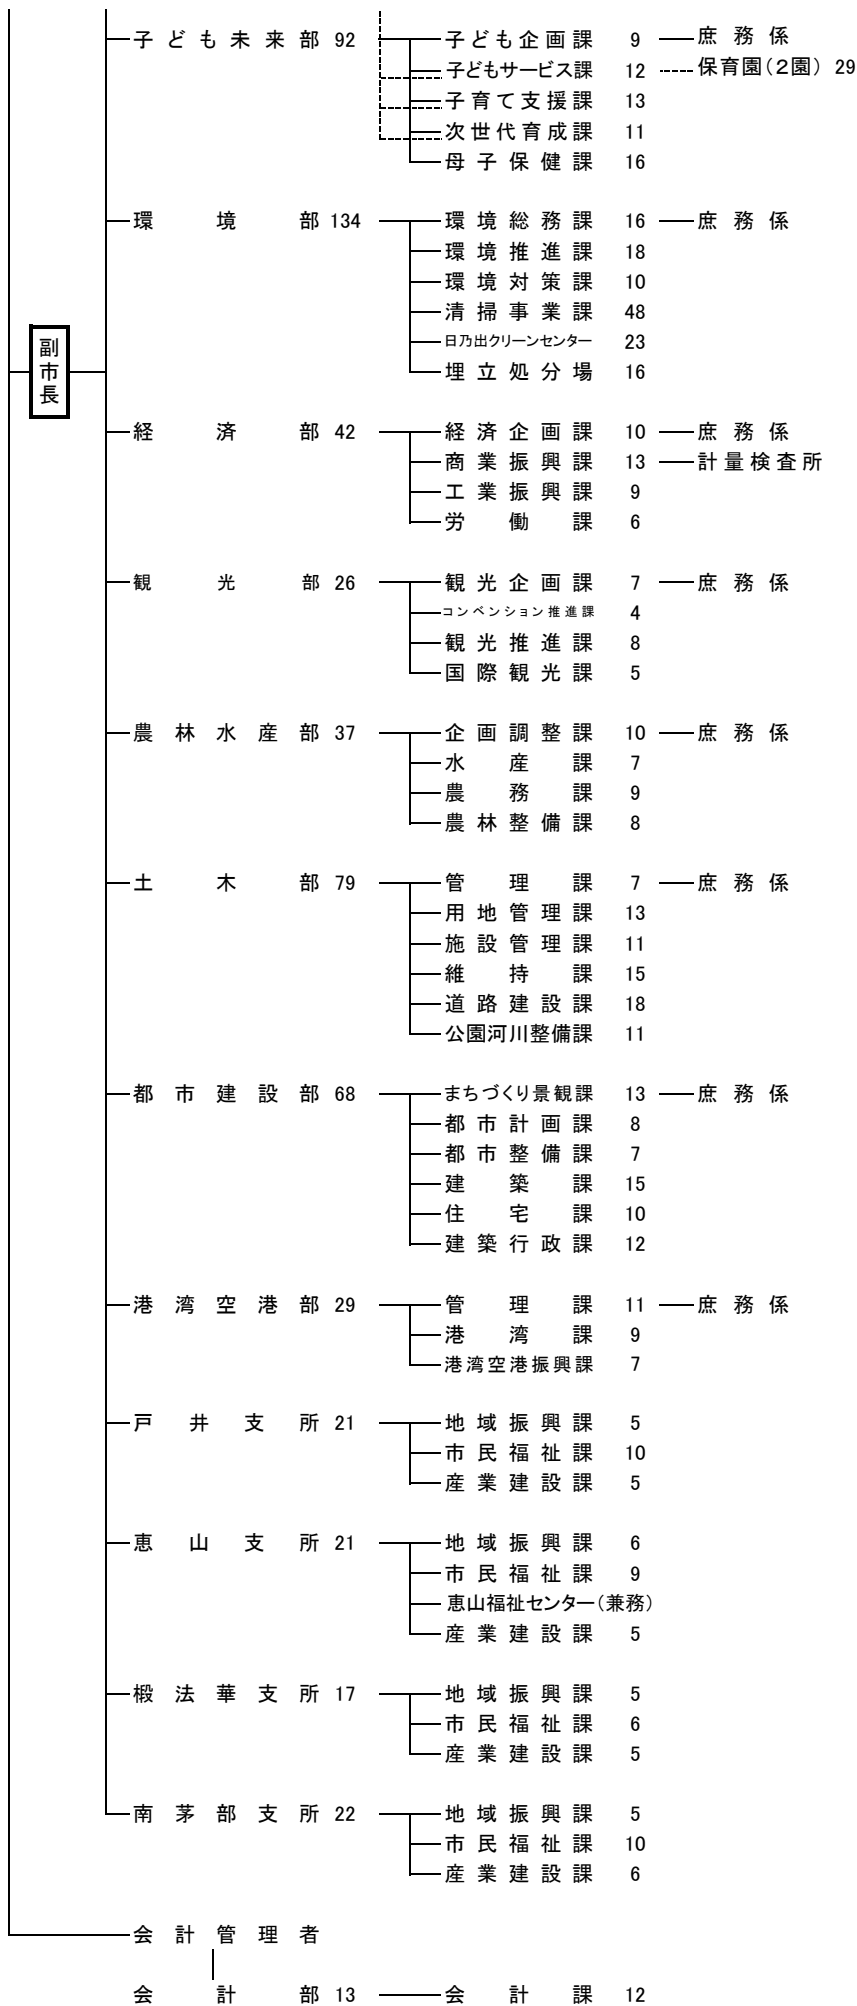 子ども未来部 92 子ども企画課 9 庶務係
子どもサービス課 12 保育園(2園) 29
子育て支援課 13
次世代育成課 11
母子保健課 16
環境部 134 環境総務課 16 庶務係
環境推進課 18
環境対策課 10
清掃事業課 48
日乃出クリーンセンター 23
埋立処分場 16
副市長
経済部 42 経済企画課 10 庶務係
商業振興課 13 計量検査所
工業振興課 9
労働課 6
観光部 26 観光企画課 7 庶務係
コンベンション推進課 4
観光推進課 8
国際観光課 5
農林水産部 37 企画調整課 10 庶務係
水産課 7
農務課 9
農林整備課 8
土木部 79 管理課 7 庶務係
用地管理課 13
施設管理課 11
維持課 15
道路建設課 18
公園河川整備課 11
都市建設部 68 まちづくり景観課 13 庶務係
都市計画課 8
都市整備課 7
建築課 15
住宅課 10
建築行政課 12
港湾空港部 29 管理課 11 庶務係
港湾課 9
港湾空港振興課 7
戸井支所 21 地域振興課 5
市民福祉課 10
産業建設課 5
恵山支所 21 地域振興課 6
市民福祉課 9
恵山福祉センター(兼務)
産業建設課 5
椴法華支所 17 地域振興課 5
市民福祉課 6
産業建設課 5
南茅部支所 22 地域振興課 5
市民福祉課 10
産業建設課 6
会計管理者
会計部 13 会計課 12